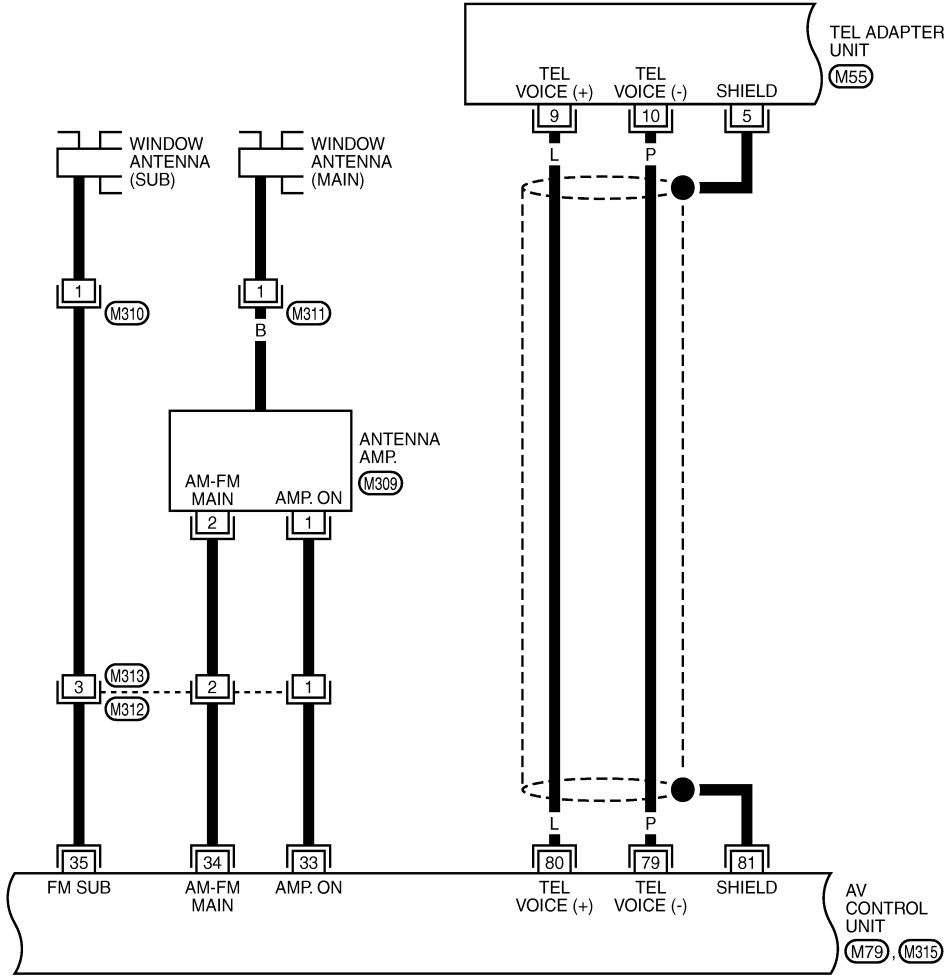 TEL ADAPTER
UNIT
M55
TEL
VOICE (+)
TEL
VOICE (-)
SHIELD
9
10
5
L
P
WINDOW
ANTENNA
(SUB)
WINDOW
ANTENNA
(MAIN)
1
M310
1
M311
B
ANTENNA
AMP.
M309
AM-FM
MAIN
AMP. ON
2
1
3
M313
M312
2
1
L
P
35
34
33
80
79
81
FM SUB
AM-FM
MAIN
AMP. ON
TEL
VOICE (+)
TEL
VOICE (-)
SHIELD
AV
CONTROL
UNIT
M79 , M315